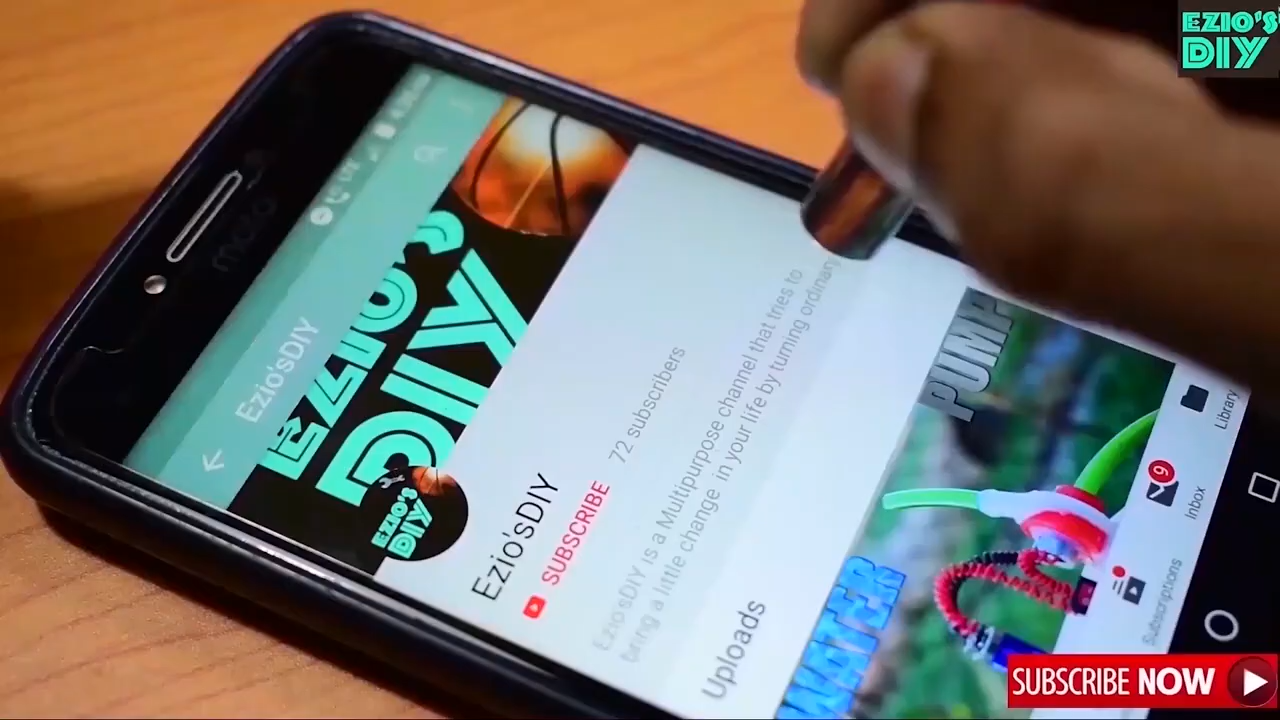 EZIO'S
DIY
moto
Ezio'sDIY
EZIO'S
DIY
EZIO'S
DIY
Ezio'sDIY
SUBSCRIBE 72 subscribers
Ezio'sDIY is a Multipurpose channel that tries to
bring a little change in your life by turning ordinary
Uploads
WATER
PUMP
Library
9
Inbox
Subscriptions
SUBSCRIBE NOW